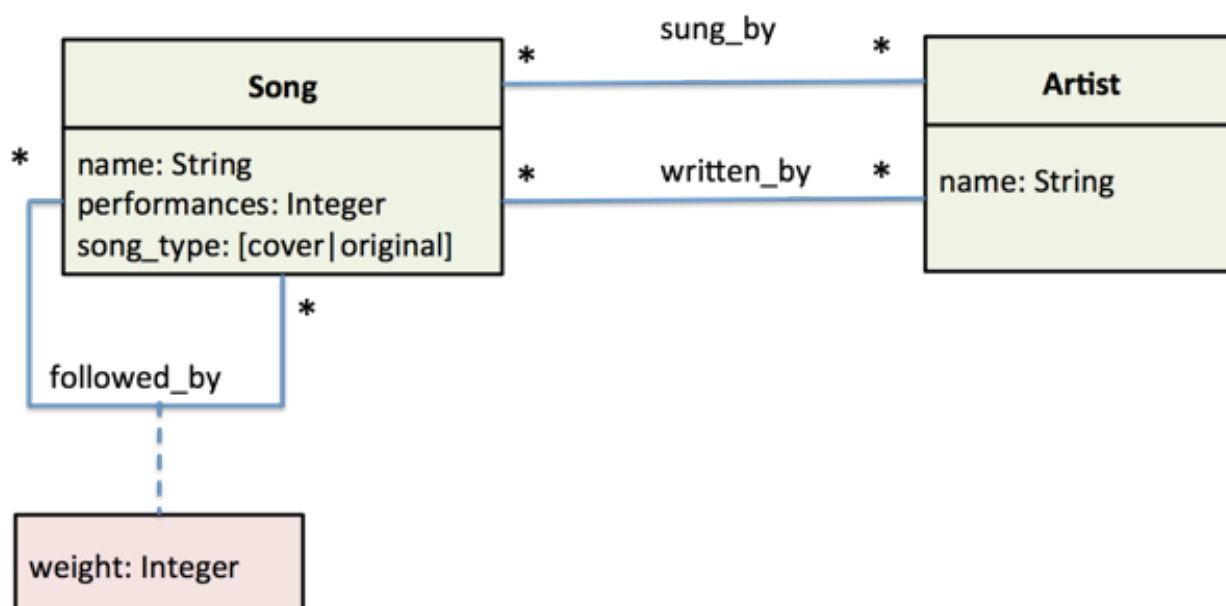 Song
name: String
performances: Integer
song_type: [cover|original]
*
*
followed_by
weight: Integer
*
sung_by
*
*
written_by
*
Artist
name: String